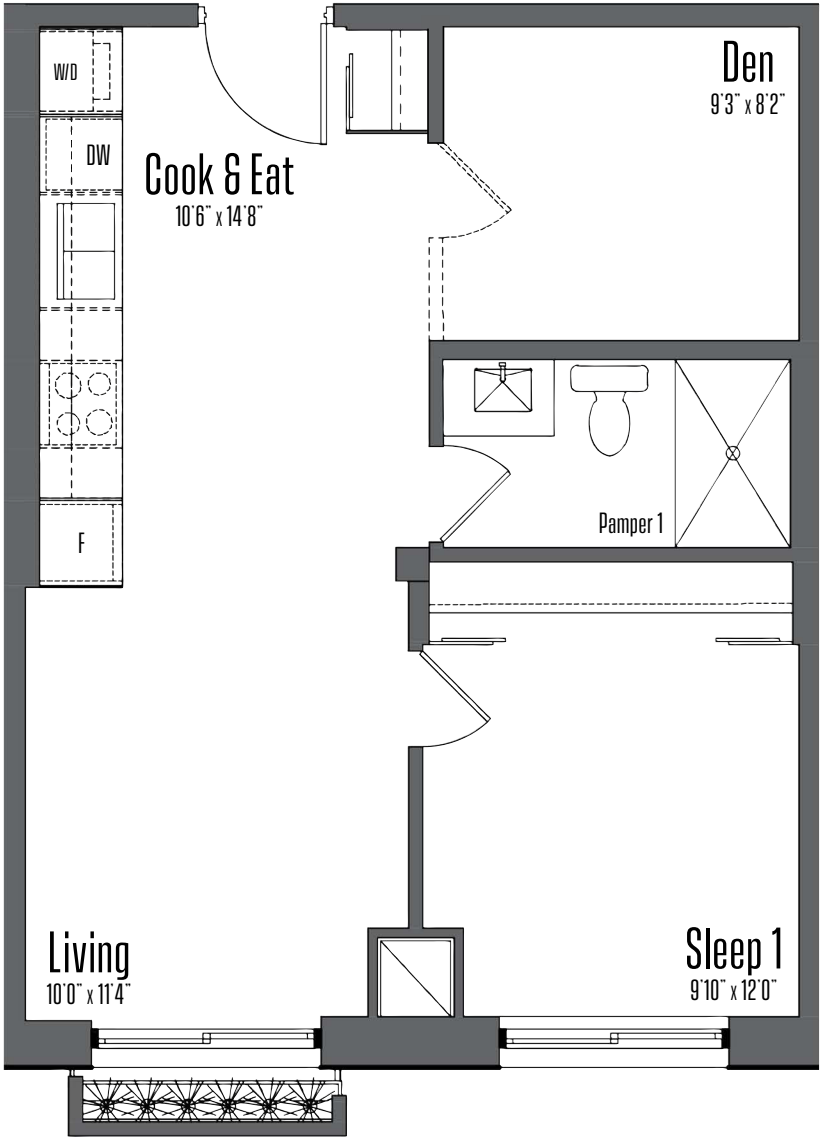 W/D
Den
9'3" x 8'2"
DW
Cook & Eat
10'6" x 14'8"
Pamper 1
F
Living
10'0" x 11'4"
Sleep 1
9'10" x 12'0"